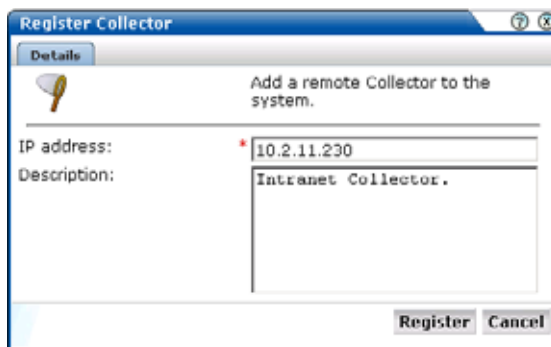 Register Collector
Details
Add a remote Collector to the
system.
IP address:
* 10.2.11.230
Description:
Intranet Collector.
Register Cancel